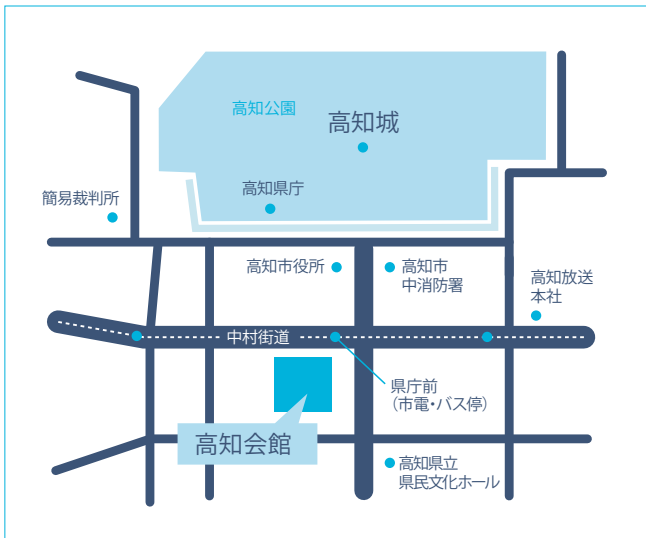 高知公園
高知城
高知県庁
簡易裁判所
高知市役所
高知市
中消防署
高知放送
本社
中村街道
県庁前
（市電・バス停）
高知会館
高知県立
県民文化ホール